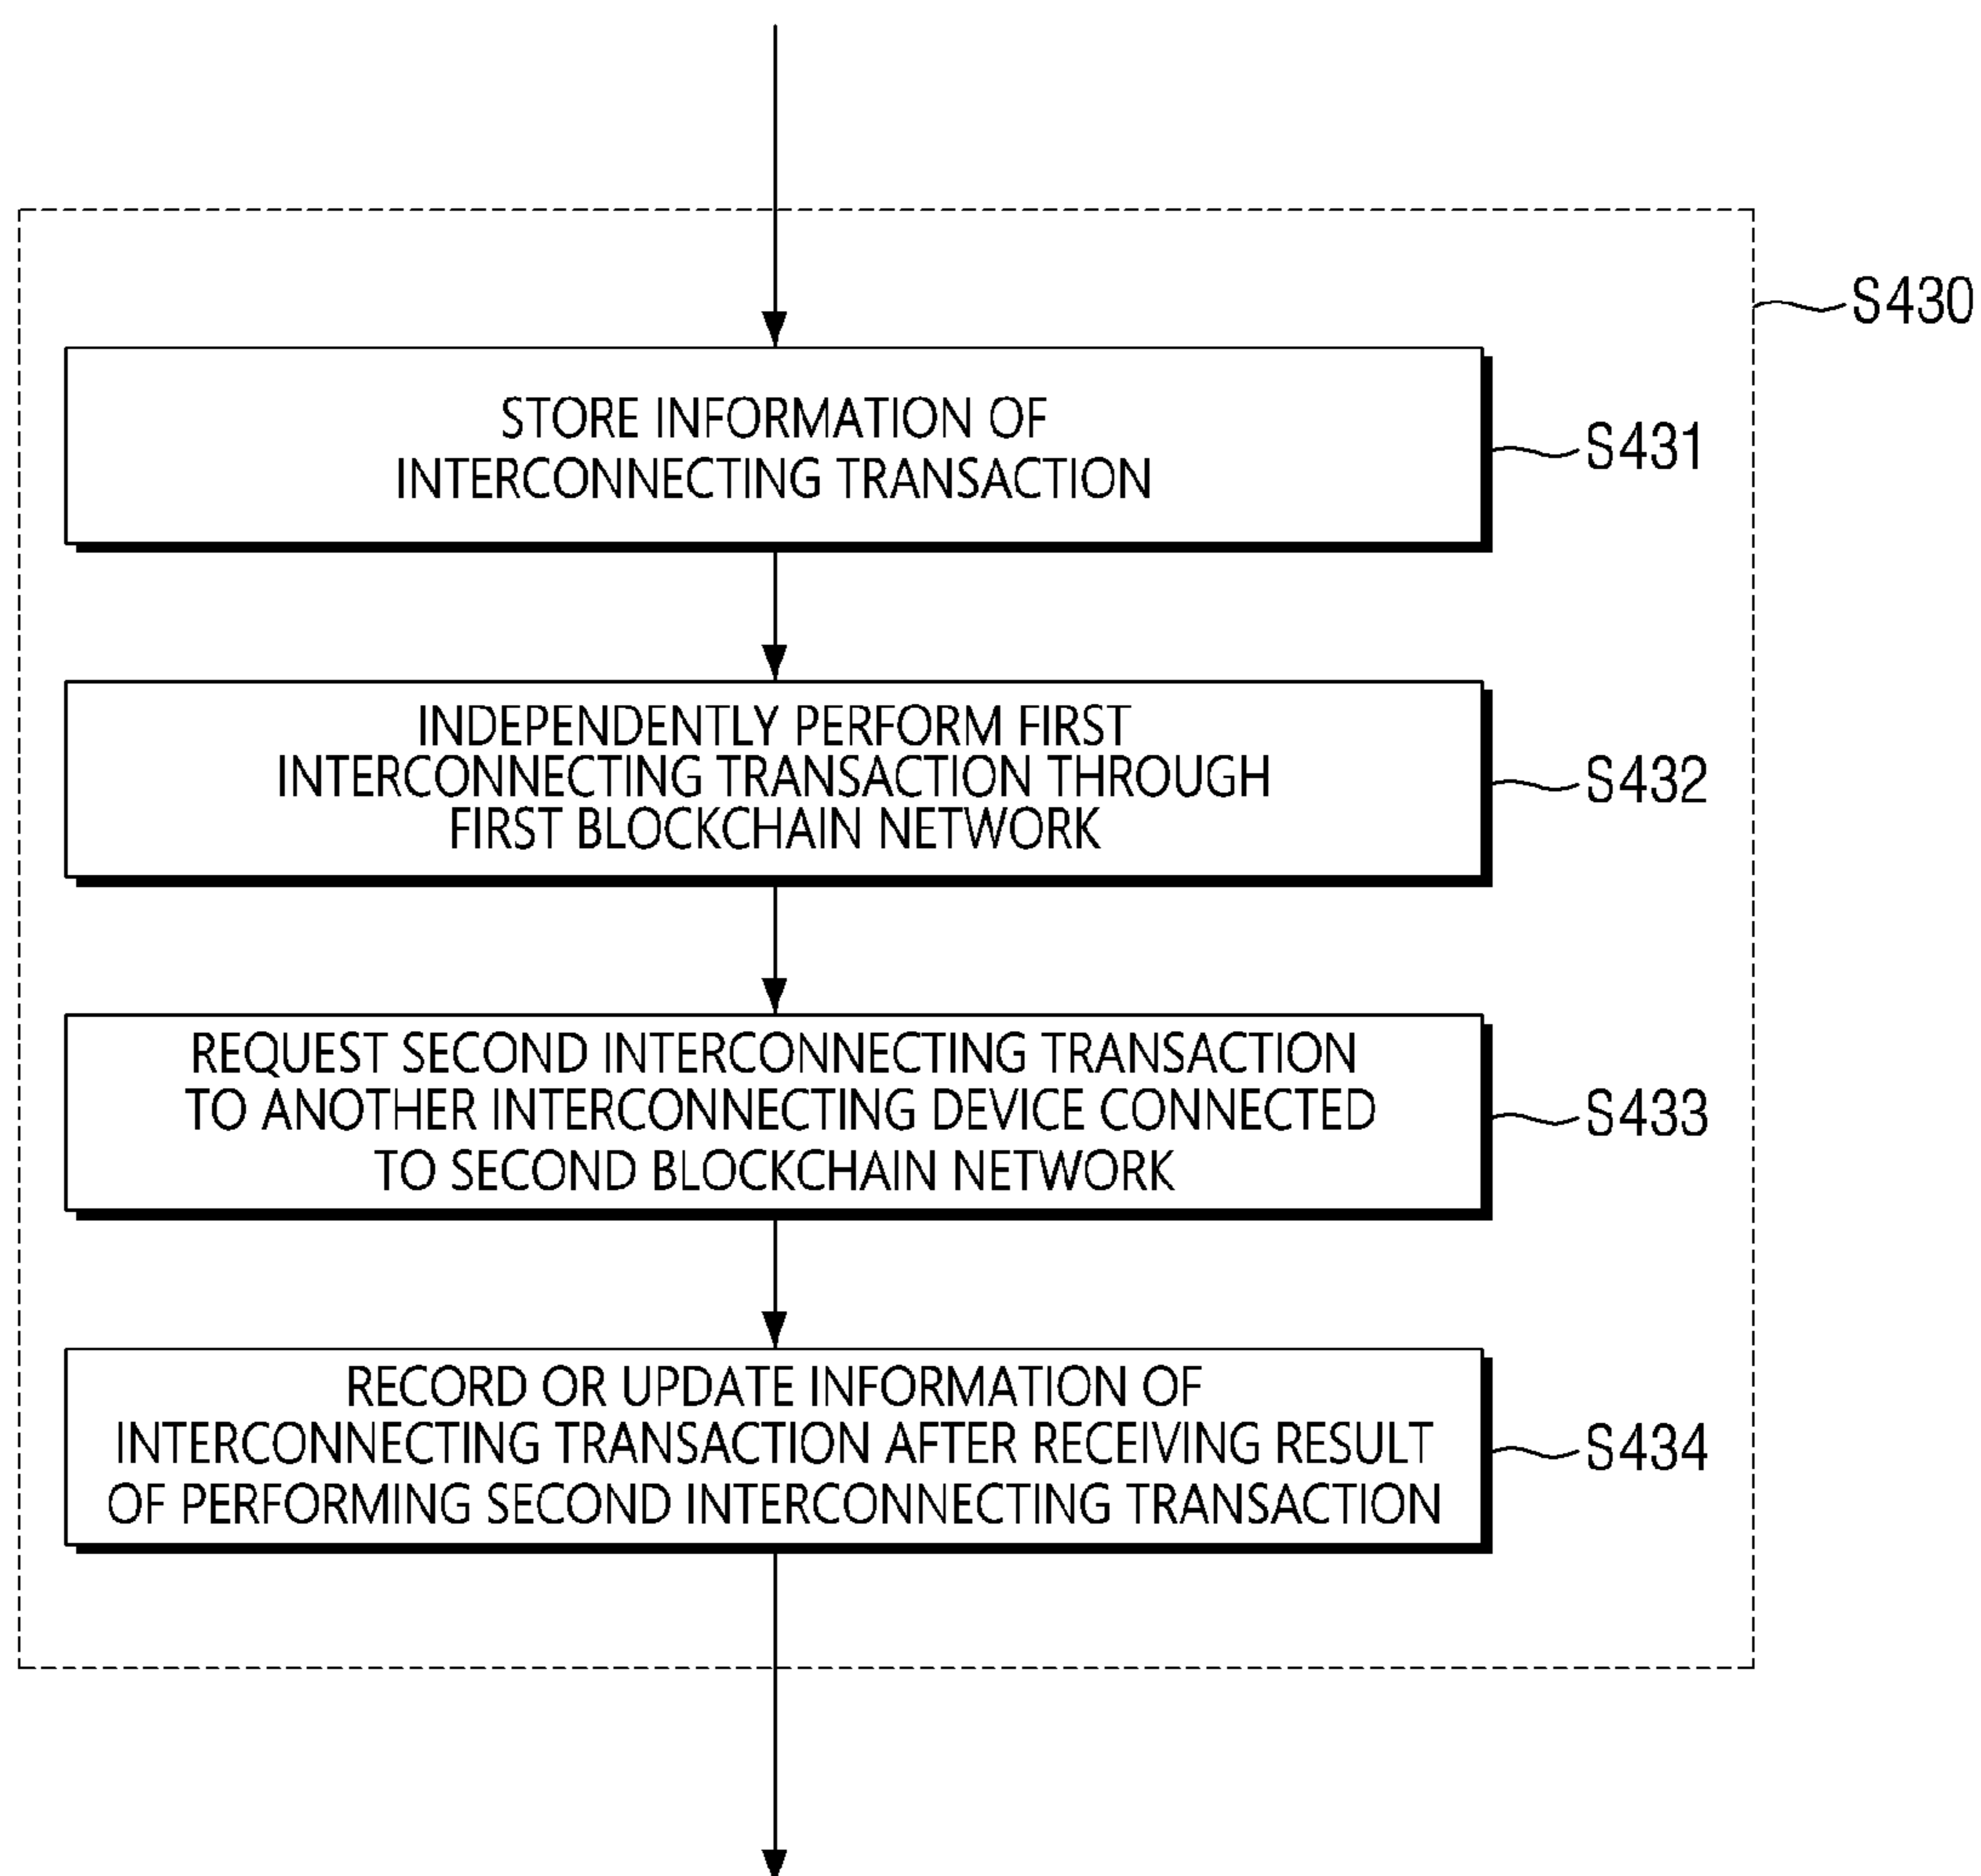 S430
STORE INFORMATION OF
INTERCONNECTING TRANSACTION
S431
INDEPENDENTLY PERFORM FIRST
INTERCONNECTING TRANSACTION THROUGH
FIRST BLOCKCHAIN NETWORK
S432
REQUEST SECOND INTERCONNECTING TRANSACTION
TO ANOTHER INTERCONNECTING DEVICE CONNECTED
TO SECOND BLOCKCHAIN NETWORK
S433
RECORD OR UPDATE INFORMATION OF
INTERCONNECTING TRANSACTION AFTER RECEIVING RESULT
OF PERFORMING SECOND INTERCONNECTING TRANSACTION
S434